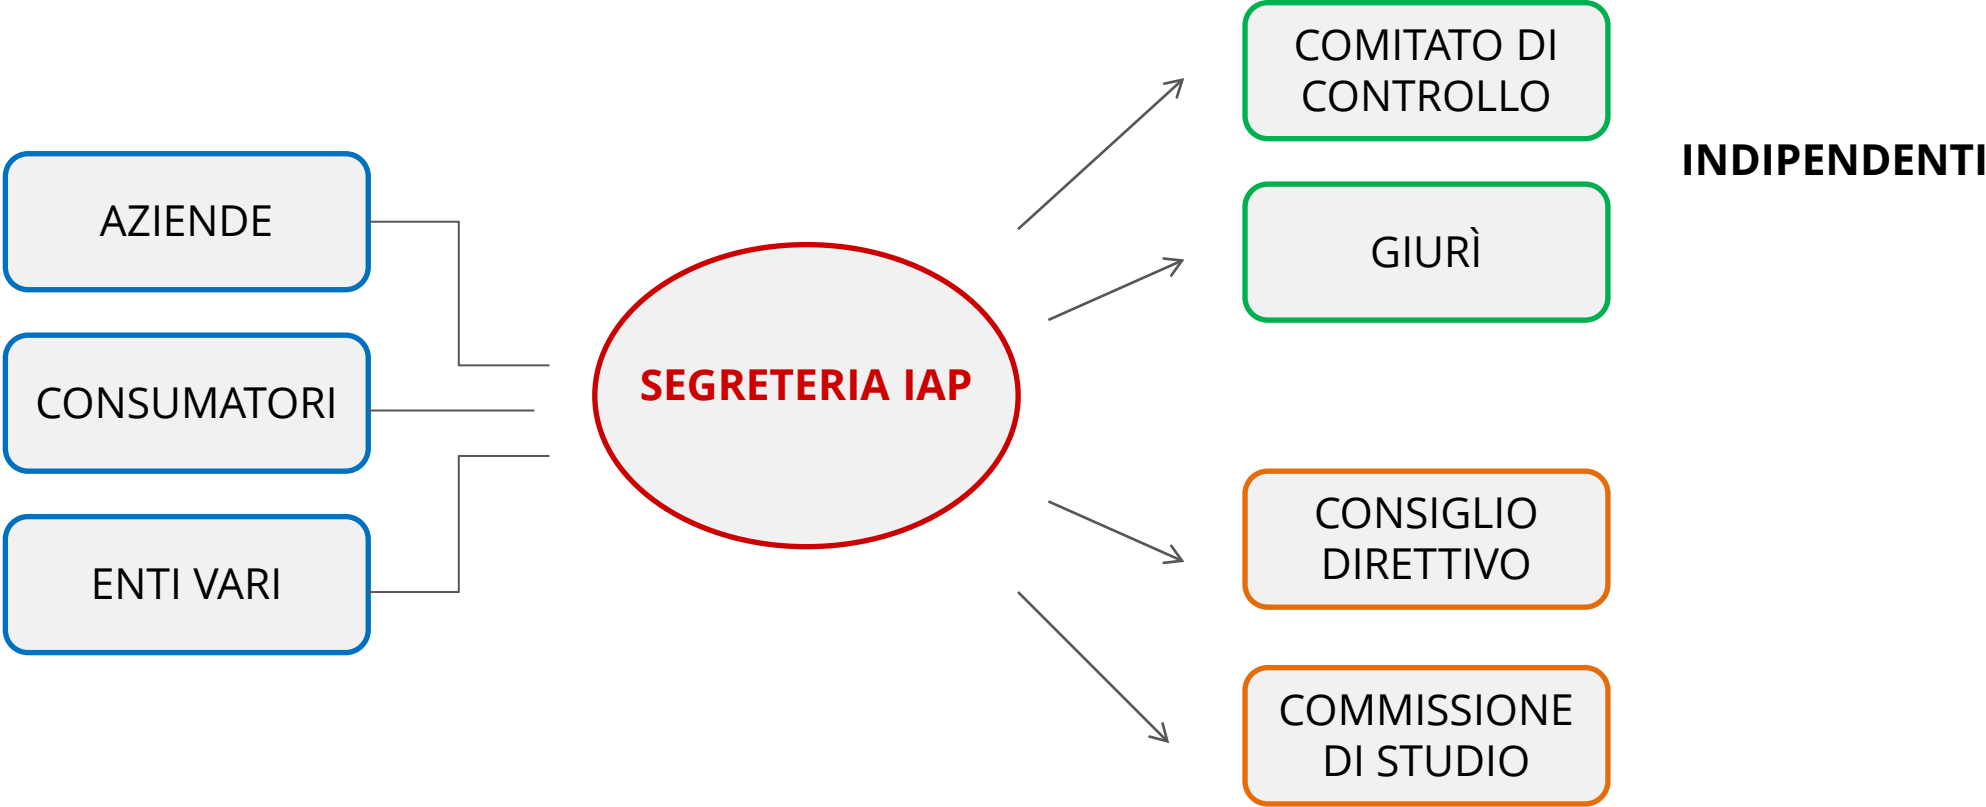 AZIENDE
CONSUMATORI
ENTI VARI
SEGRETERIA IAP
COMITATO DI
CONTROLLO
GIURÌ
INDIPENDENTI
CONSIGLIO
DIRETTIVO
COMMISSIONE
DI STUDIO